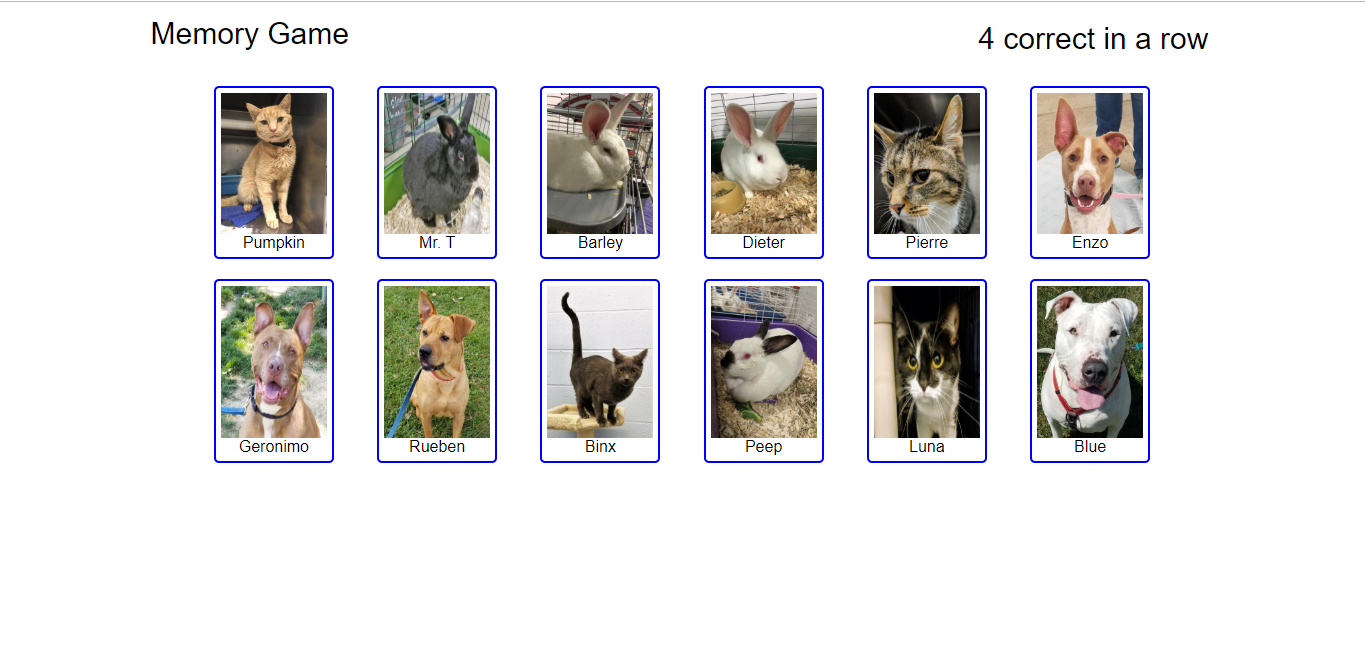 Memory Game
4 correct in a row
Pumpkin
Mr. T
Barley
Dieter
Pierre
Enzo
Geronimo
Rueben
Binx
Peep
Luna
Blue